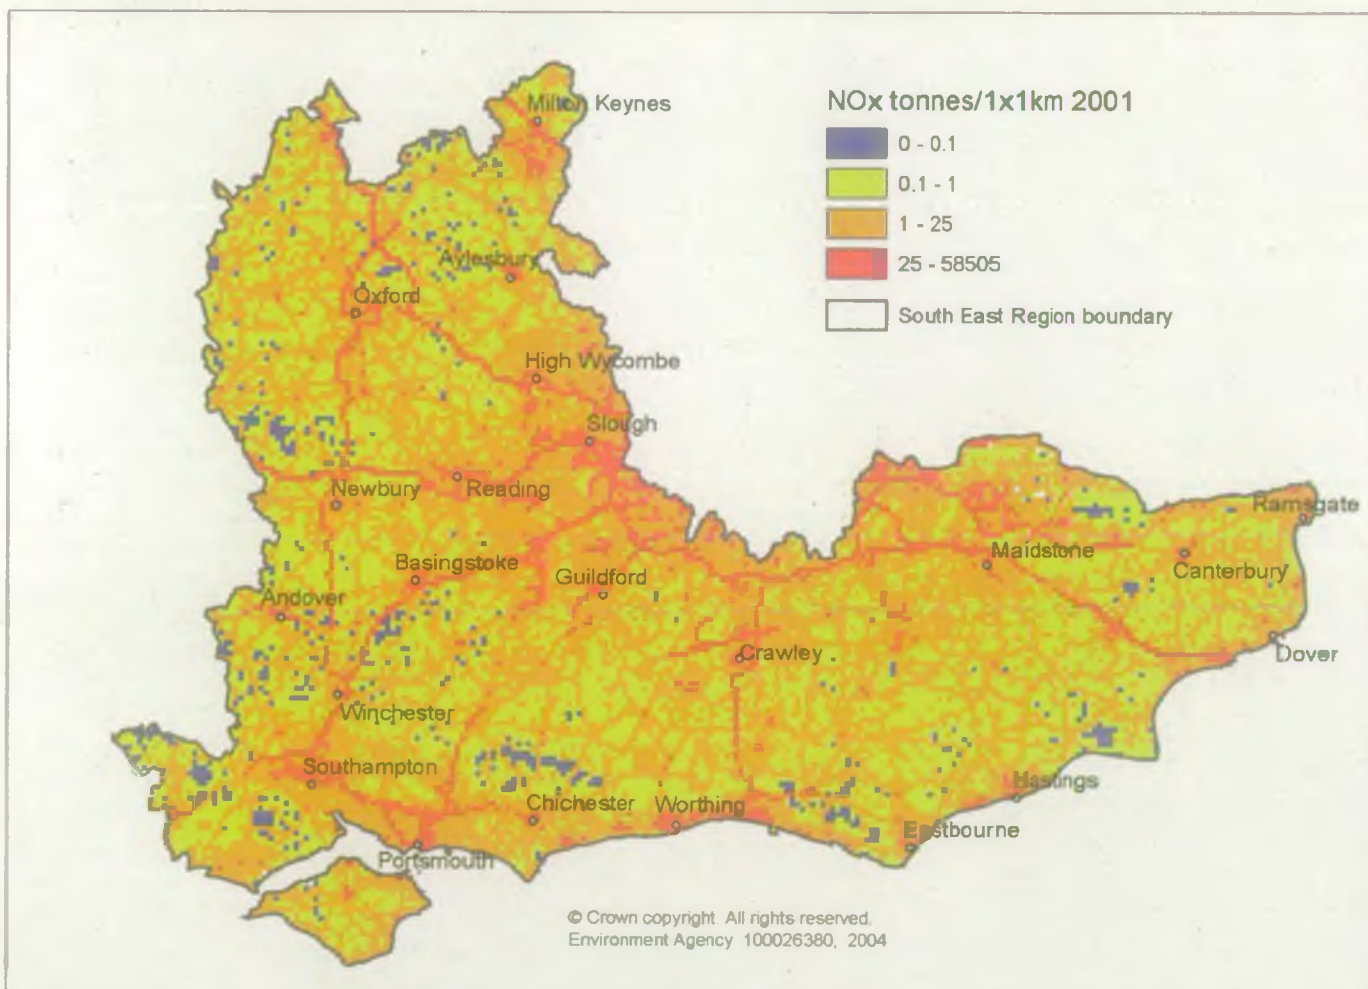 NOx tonnes/1x1km 2001
0 - 0.1
0.1 - 1
1 - 25
25 - 58505
South East Region boundary
Milton Keynes
Aylesbury
Oxford
High Wycombe
Slough
Newbury
Reading
Ramsgate
Basingstoke
Guildford
Maidstone
Canterbury
Andover
Crawley
Dover
Winchester
Southampton
Hastings
Chichester
Worthing
Eastbourne
Portsmouth
© Crown copyright. All rights reserved.
Environment Agency 100026380, 2004